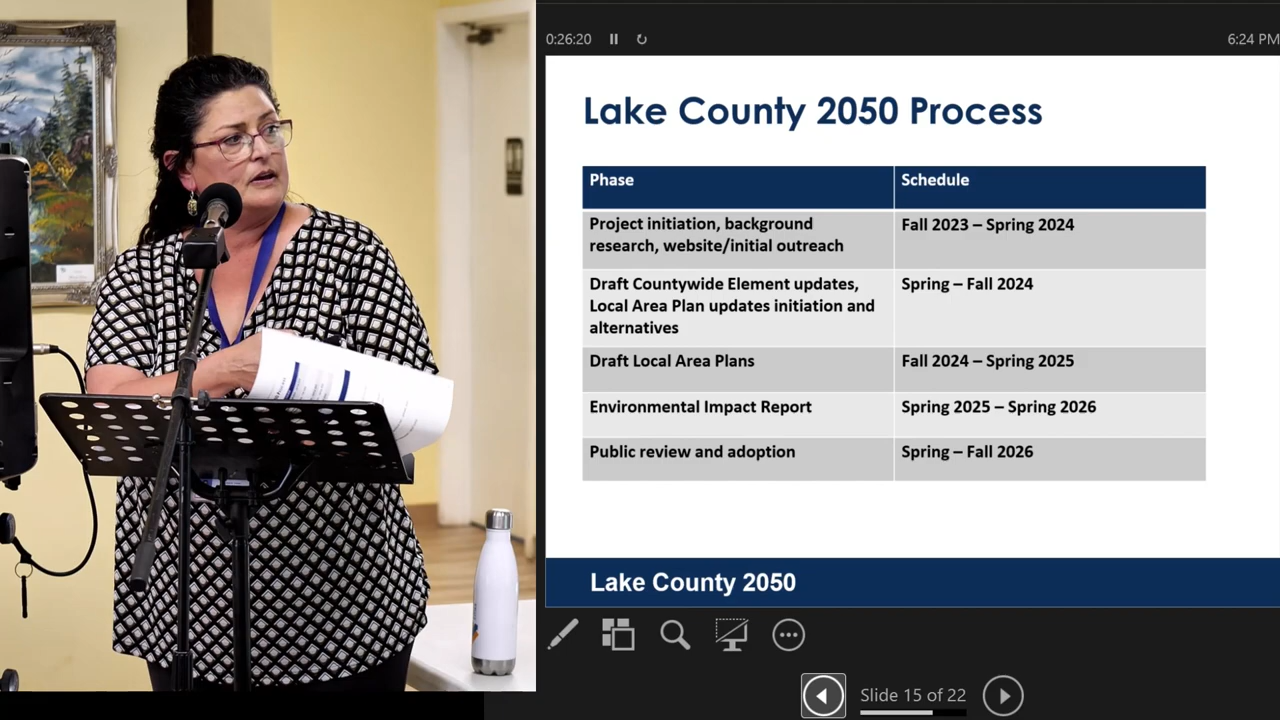 0:26:20
6:24 PM
Lake County 2050 Process
Phase
Schedule
Project initiation, background
research, website/initial outreach
Fall 2023 – Spring 2024
Draft Countywide Element updates,
Local Area Plan updates initiation and
alternatives
Spring – Fall 2024
Draft Local Area Plans
Fall 2024 – Spring 2025
Environmental Impact Report
Spring 2025 – Spring 2026
Public review and adoption
Spring – Fall 2026
Lake County 2050
Slide 15 of 22